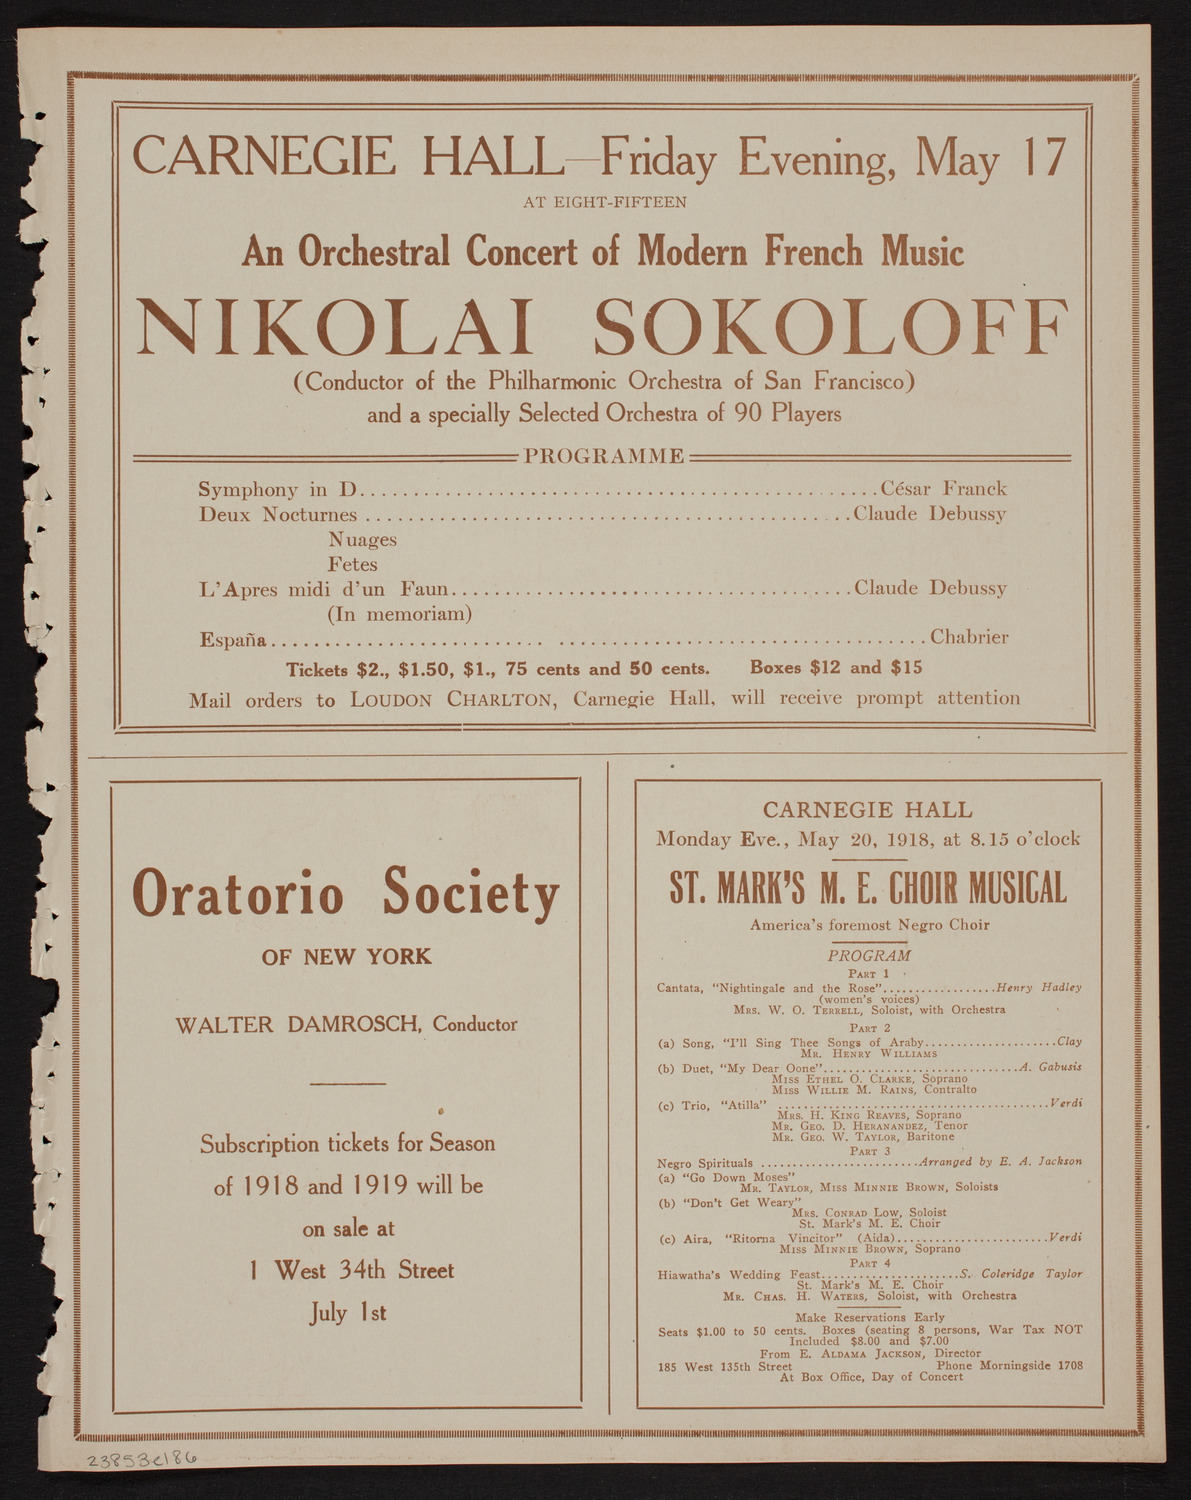 CARNEGIE HALL—Friday Evening, May 17
AT EIGHT-FIFTEEN
An Orchestral Concert of Modern French Music
NIKOLAI SOKOLOFF
(Conductor of the Philharmonic Orchestra of San Francisco)
and a specially Selected Orchestra of 90 Players
PROGRAMME
Symphony in D..................................................César Franck
Deux Nocturnes ..............................................Claude Debussy
Nuages
Fetes
L'Apres midi d'un Faun......................................Claude Debussy
(In memoriam)
España.......................... ...................................Chabrier
Tickets $2., $1.50, $1., 75 cents and 50 cents. Boxes $12 and $15
Mail orders to LOUDON CHARLTON, Carnegie Hall, will receive prompt attention
Oratorio Society
OF NEW YORK
WALTER DAMROSCH, Conductor
Subscription tickets for Season
of 1918 and 1919 will be
on sale at
1 West 34th Street
July 1st
CARNEGIE HALL
Monday Eve., May 20, 1918, at 8.15 o'clock
ST. MARK'S M. E. CHOIR MUSICAL
America's foremost Negro Choir
PROGRAM
PART 1
Cantata, "Nightingale and the Rose"..................Henry Hadley
(women's voices)
MRS. W. O. TERRELL, Soloist, with Orchestra
PART 2
(a) Song, "I'll Sing Thee Songs of Araby.....................Clay
MR. HENRY WILLIAMS
(b) Duet, "My Dear Oone"...............................A. Gabusis
MISS ETHEL O. CLARKE, Soprano
MISS WILLIE M. RAINS, Contralto
(c) Trio, "Atilla" ...........................................Verdi
MRS. H. KING REAVES, Soprano
MR. GEO. D. HERANANDEZ, Tenor
MR. GEO. W. TAYLOR, Baritone
PART 3
Negro Spirituals .........................Arranged by E. A. Jackson
(a) "Go Down Moses"
MR. TAYLOR, MISS MINNIE BROWN, Soloists
(b) "Don't Get Weary"
MRS. CONRAD LOW, Soloist
St. Mark's M. E. Choir
(c) Aira, "Ritorna Vincitor" (Aida)........................Verdi
MISS MINNIE BROWN, Soprano
PART 4
Hiawatha's Wedding Feast......................S. Coleridge Taylor
St. Mark's M. E. Choir
MR. CHAS. H. WATERS, Soloist, with Orchestra
Make Reservations Early
Seats $1.00 to 50 cents. Boxes (seating 8 persons, War Tax NOT
Included $8.00 and $7.00
From E. ALDAMA JACKSON, Director
185 West 135th Street Phone Morningside 1708
At Box Office, Day of Concert
23853c186